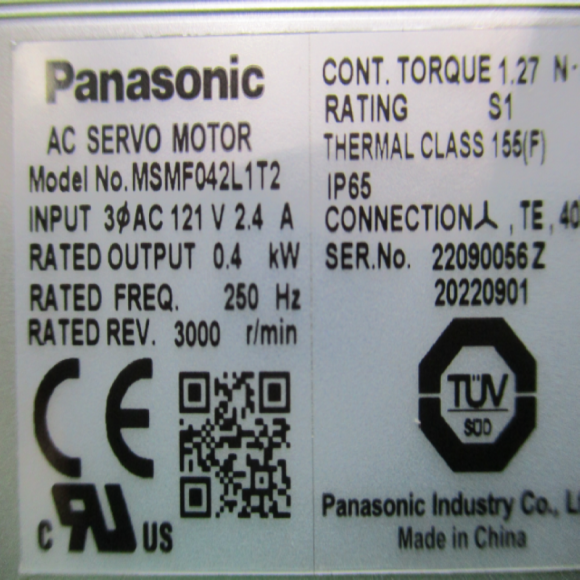 Panasonic
AC SERVO MOTOR
Model No.MSMF042L1T2
INPUT 3ϕAC 121 V 2.4 A
RATED OUTPUT 0.4 kW
RATED FREQ. 250 Hz
RATED REV. 3000 r/min
CE
C RU US
CONT. TORQUE 1.27 N·
RATING S1
THERMAL CLASS 155(F)
IP65
CONNECTION⅄ , TE , 40
SER.No. 22090056Z
20220901
TÜV
SÜD
Panasonic Industry Co.,
Made in China